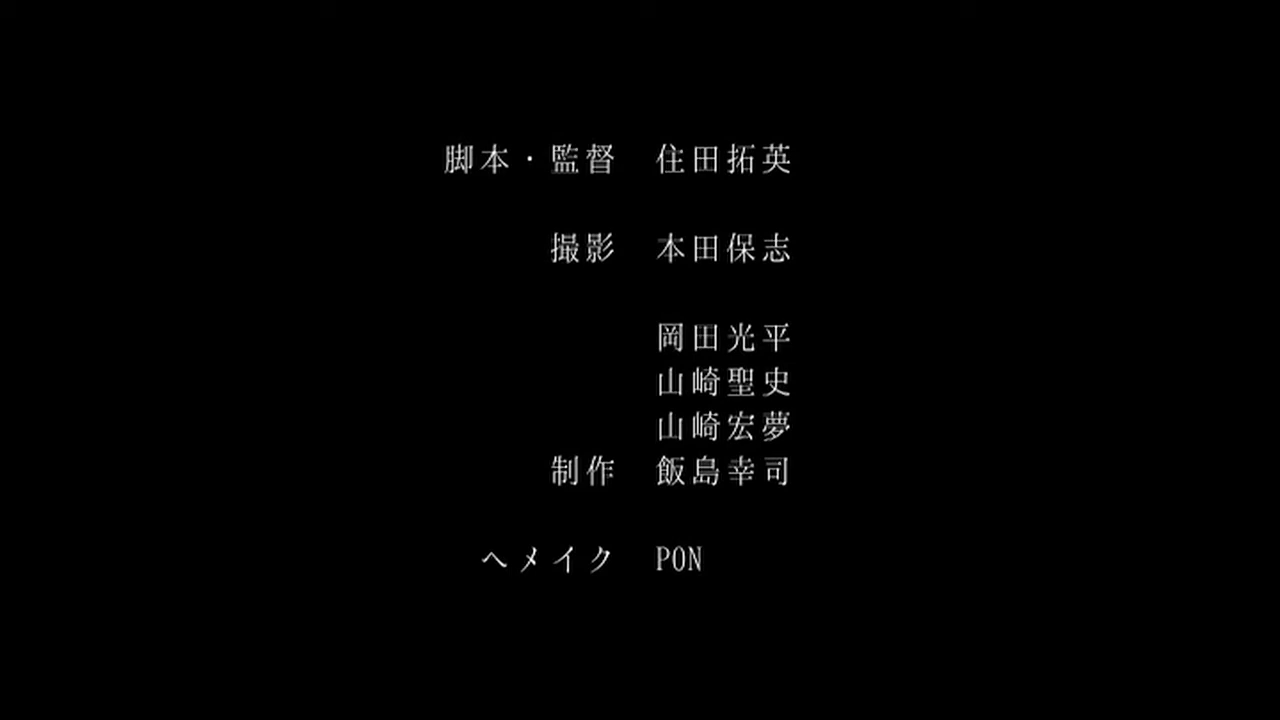 脚本・監督 住田拓英
撮影 本田保志
岡田光平
山崎聖史
山崎宏夢
制作 飯島幸司
ヘメイク PON